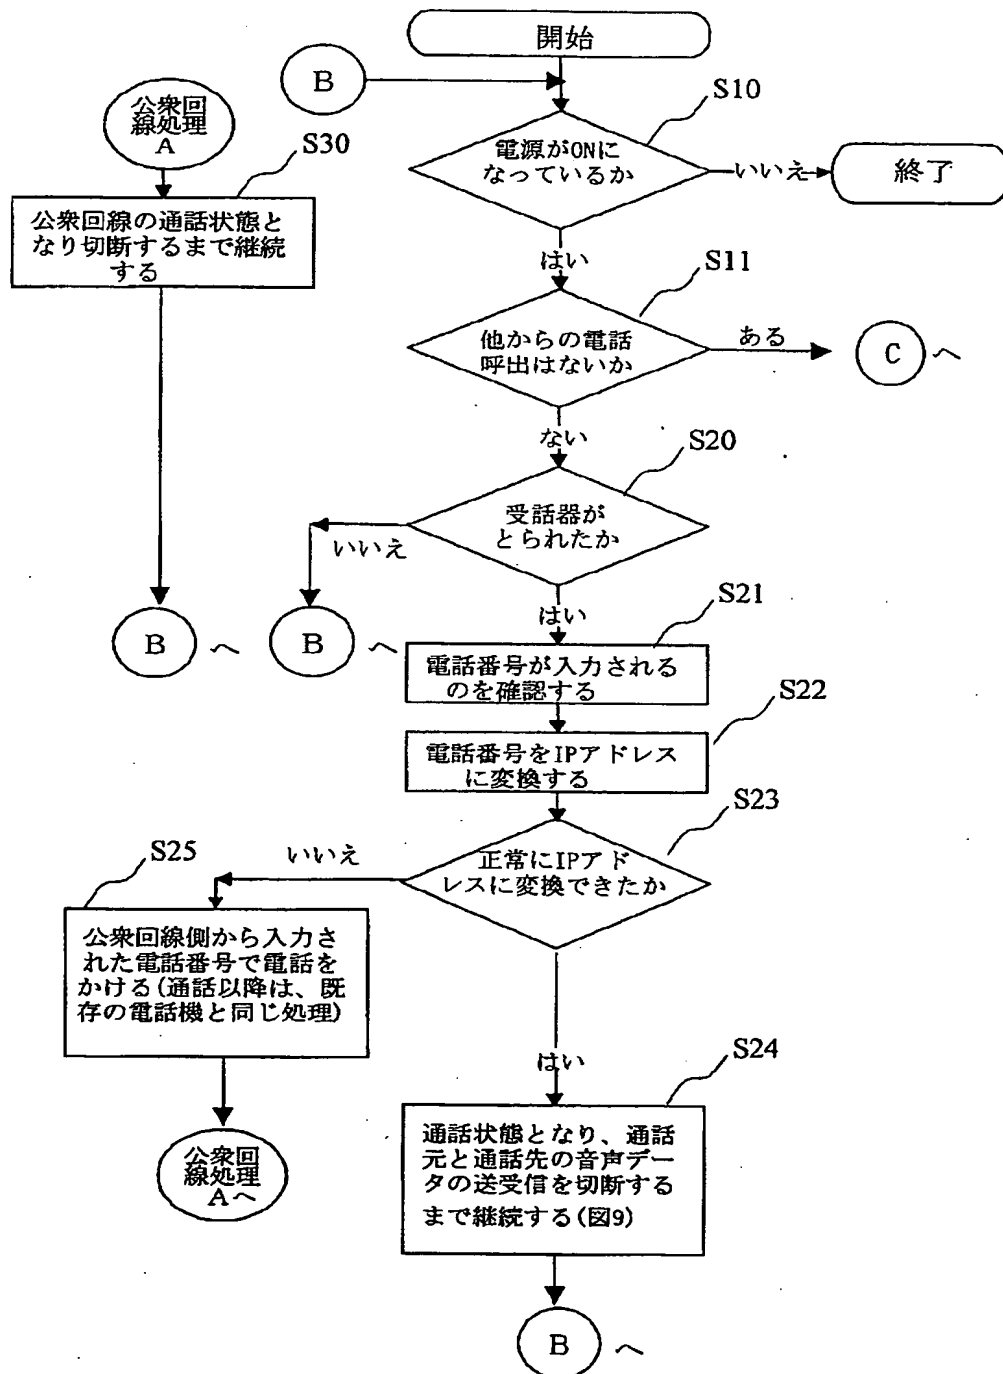 開始
B
S10
公衆回
線処理
A
電源がONに
なっているか
いいえ
終了
S30
公衆回線の通話状態と
なり切断するまで継続
する
はい
S11
他からの電話
呼出はないか
ある
C へ
ない
S20
受話器が
とられたか
いいえ
はい
B へ
B へ
S21
電話番号が入力される
のを確認する
S22
電話番号をIPアドレス
に変換する
S23
正常にIPアド
レスに変換できたか
いいえ
S25
公衆回線側から入力さ
れた電話番号で電話を
かける(通話以降は、既
存の電話機と同じ処理)
はい
S24
通話状態となり、通話
元と通話先の音声デー
タの送受信を切断する
まで継続する(図9)
公衆回
線処理
Aへ
B へ